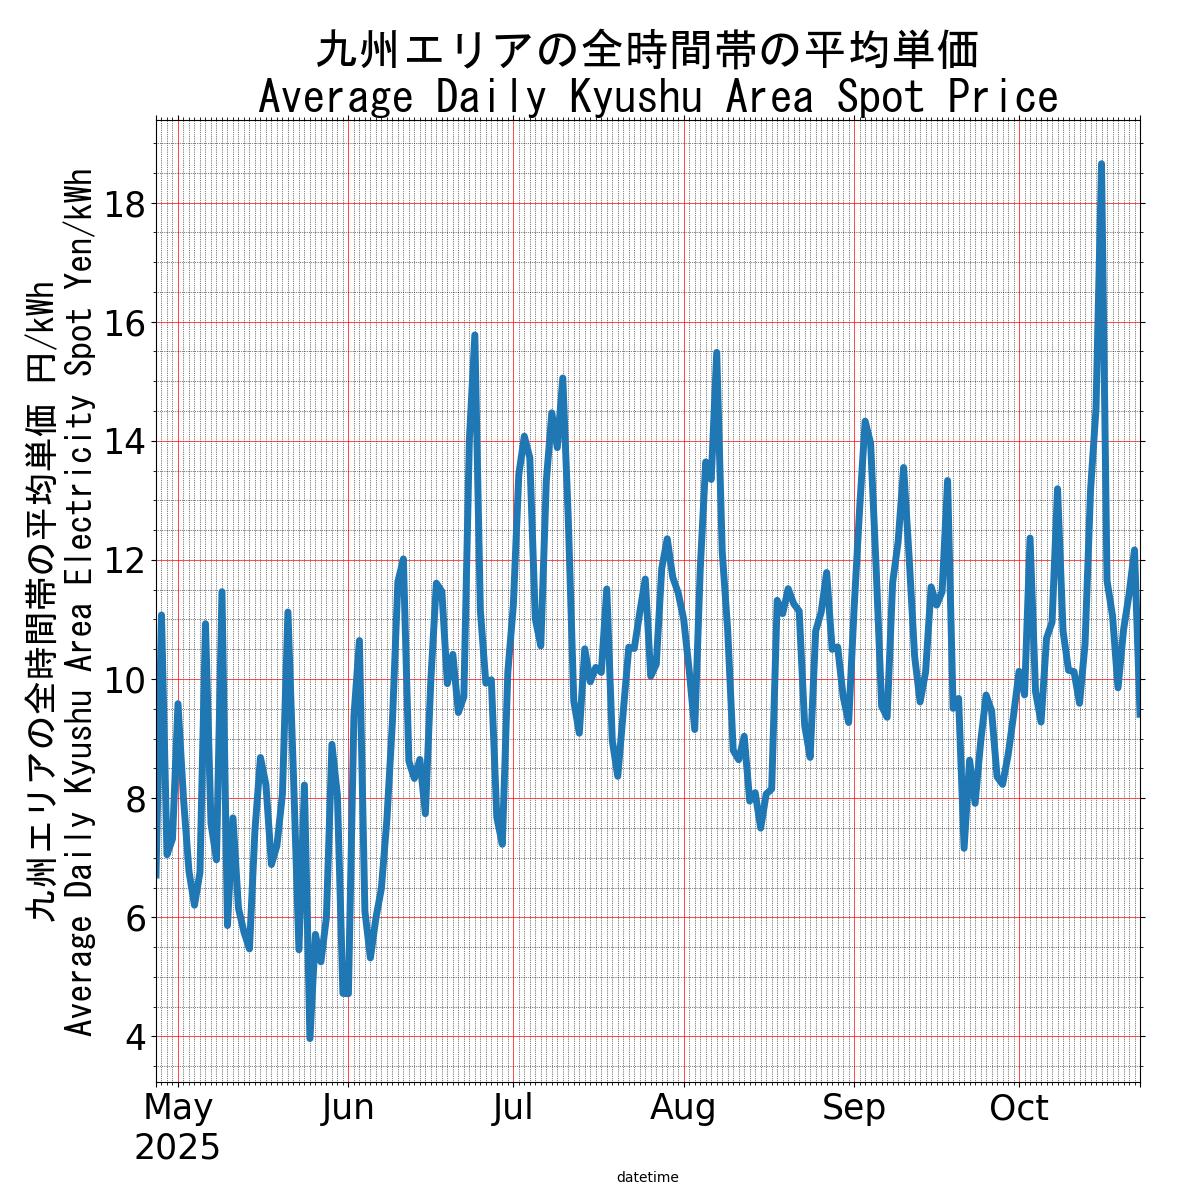 九州エリアの全時間帯の平均単価
Average Daily Kyushu Area Spot Price
九州エリアの全時間帯の平均単価 円/kWh
Average Daily Kyushu Area Electricity Spot Yen/kWh
18
16
14
12
10
8
6
4
May
2025
Jun
Jul
Aug
Sep
Oct
datetime